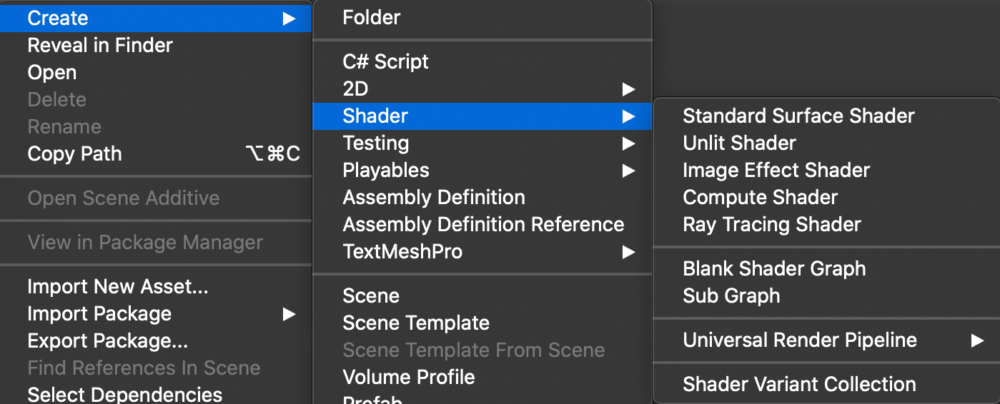 Create
Reveal in Finder
Open
Delete
Rename
Copy Path ⌥⌘C
Open Scene Additive
View in Package Manager
Import New Asset...
Import Package
Export Package...
Find References In Scene
Select Dependencies
Folder
C# Script
2D
Shader
Testing
Playables
Assembly Definition
Assembly Definition Reference
TextMeshPro
Scene
Scene Template
Scene Template From Scene
Volume Profile
Prefab
Standard Surface Shader
Unlit Shader
Image Effect Shader
Compute Shader
Ray Tracing Shader
Blank Shader Graph
Sub Graph
Universal Render Pipeline
Shader Variant Collection